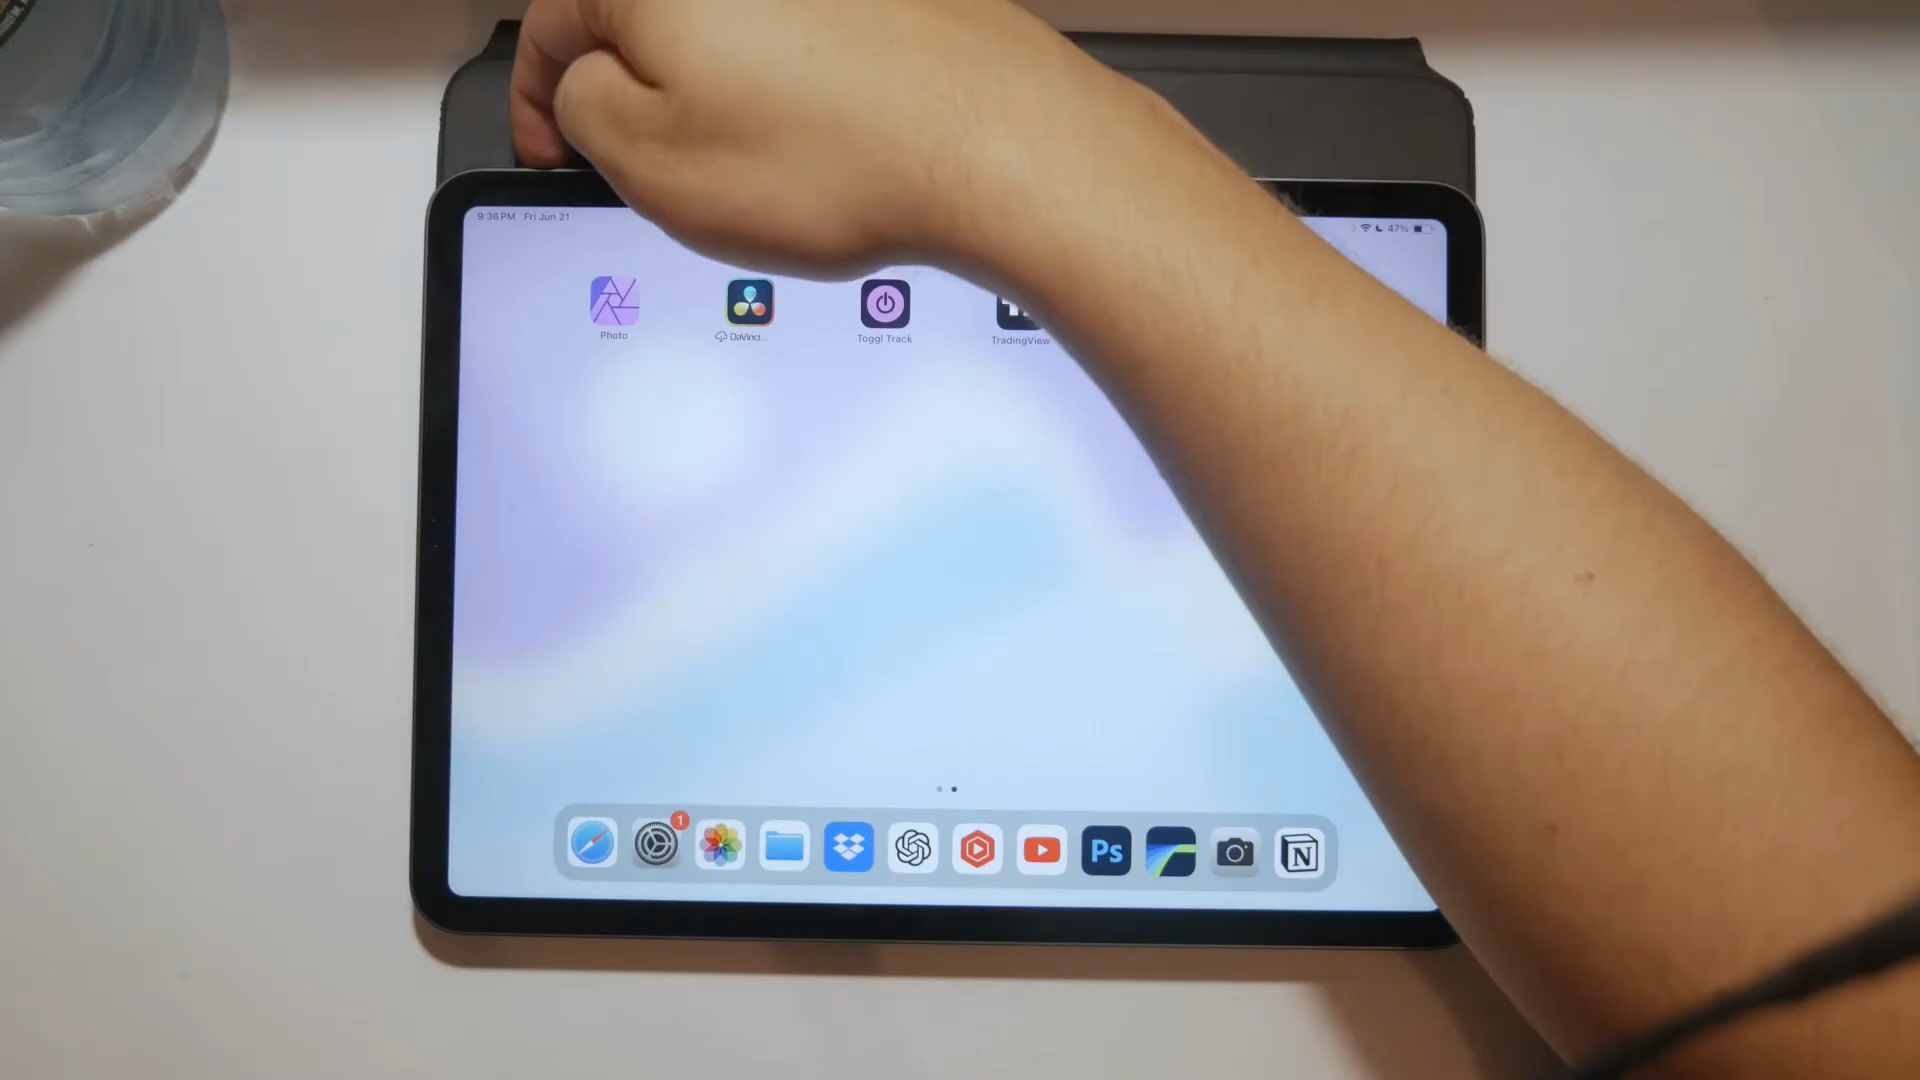 9:36 PM Fri Jun 21
47%
Photo
DaVinci...
Toggl Track
TradingView
1
Ps
N